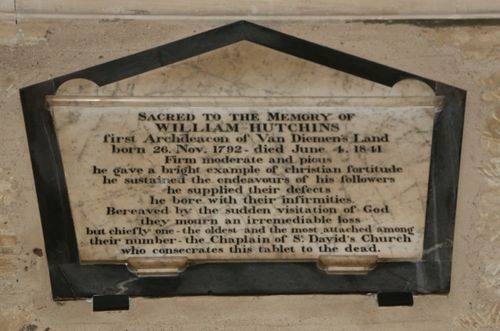 SACRED TO THE MEMORY OF
WILLIAM HUTCHINS
first Archdeacon of Van Diemen's Land
born 26. Nov. 1792 - died June 4. 1841
Firm moderate and pious
he gave a bright example of christian fortitude
he sustained the endeavours of his followers
he supplied their defects
he bore with their infirmities.
Bereaved by the sudden visitation of God
they mourn an irremediable loss
but chiefly one - the oldest and the most attached among
their number - the Chaplain of St. David's Church
who consecrates this tablet to the dead.